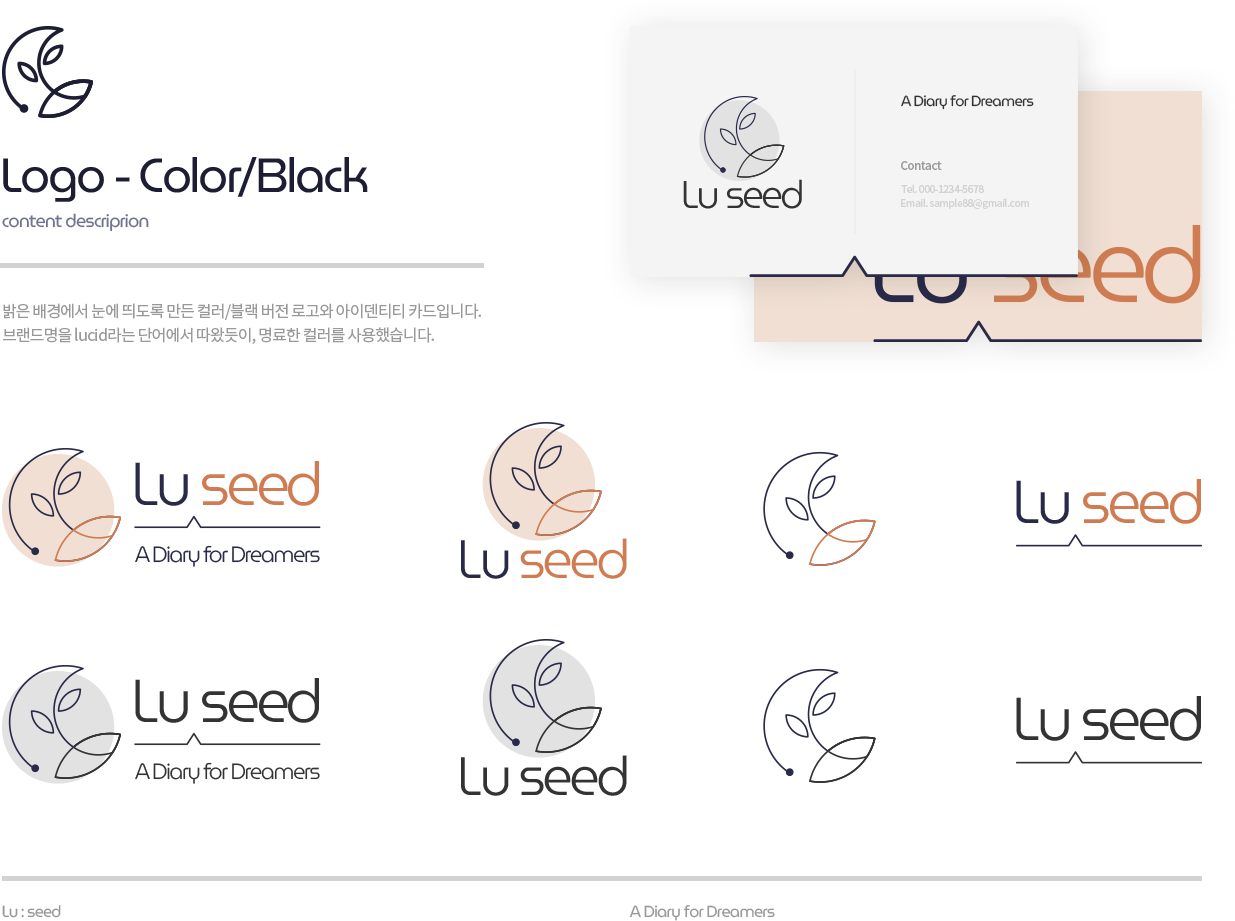 Logo - Color/Black
content descriprion
밝은 배경에서 눈에 띄도록 만든 컬러/블랙 버전 로고와 아이덴티티 카드입니다.
브랜드명을 lucid라는 단어에서 따왔듯이, 명료한 컬러를 사용했습니다.
Lu seed
A Diary for Dreamers
Contact
Tel. 000-1234-5678
Email. sample88@gmail.com
Lu seed
Lu seed
A Diary for Dreamers
Lu seed
Lu seed
Lu seed
A Diary for Dreamers
Lu seed
Lu seed
Lu : seed
A Diary for Dreamers